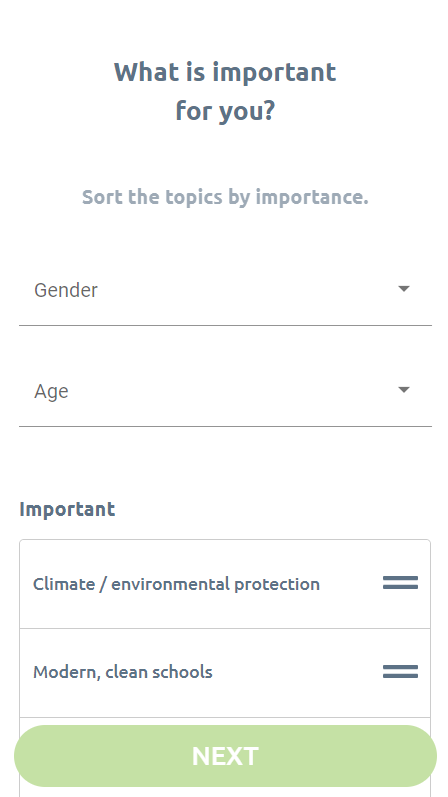 What is important
for you?
Sort the topics by importance.
Gender
Age
Important
Climate / environmental protection
Modern, clean schools
NEXT